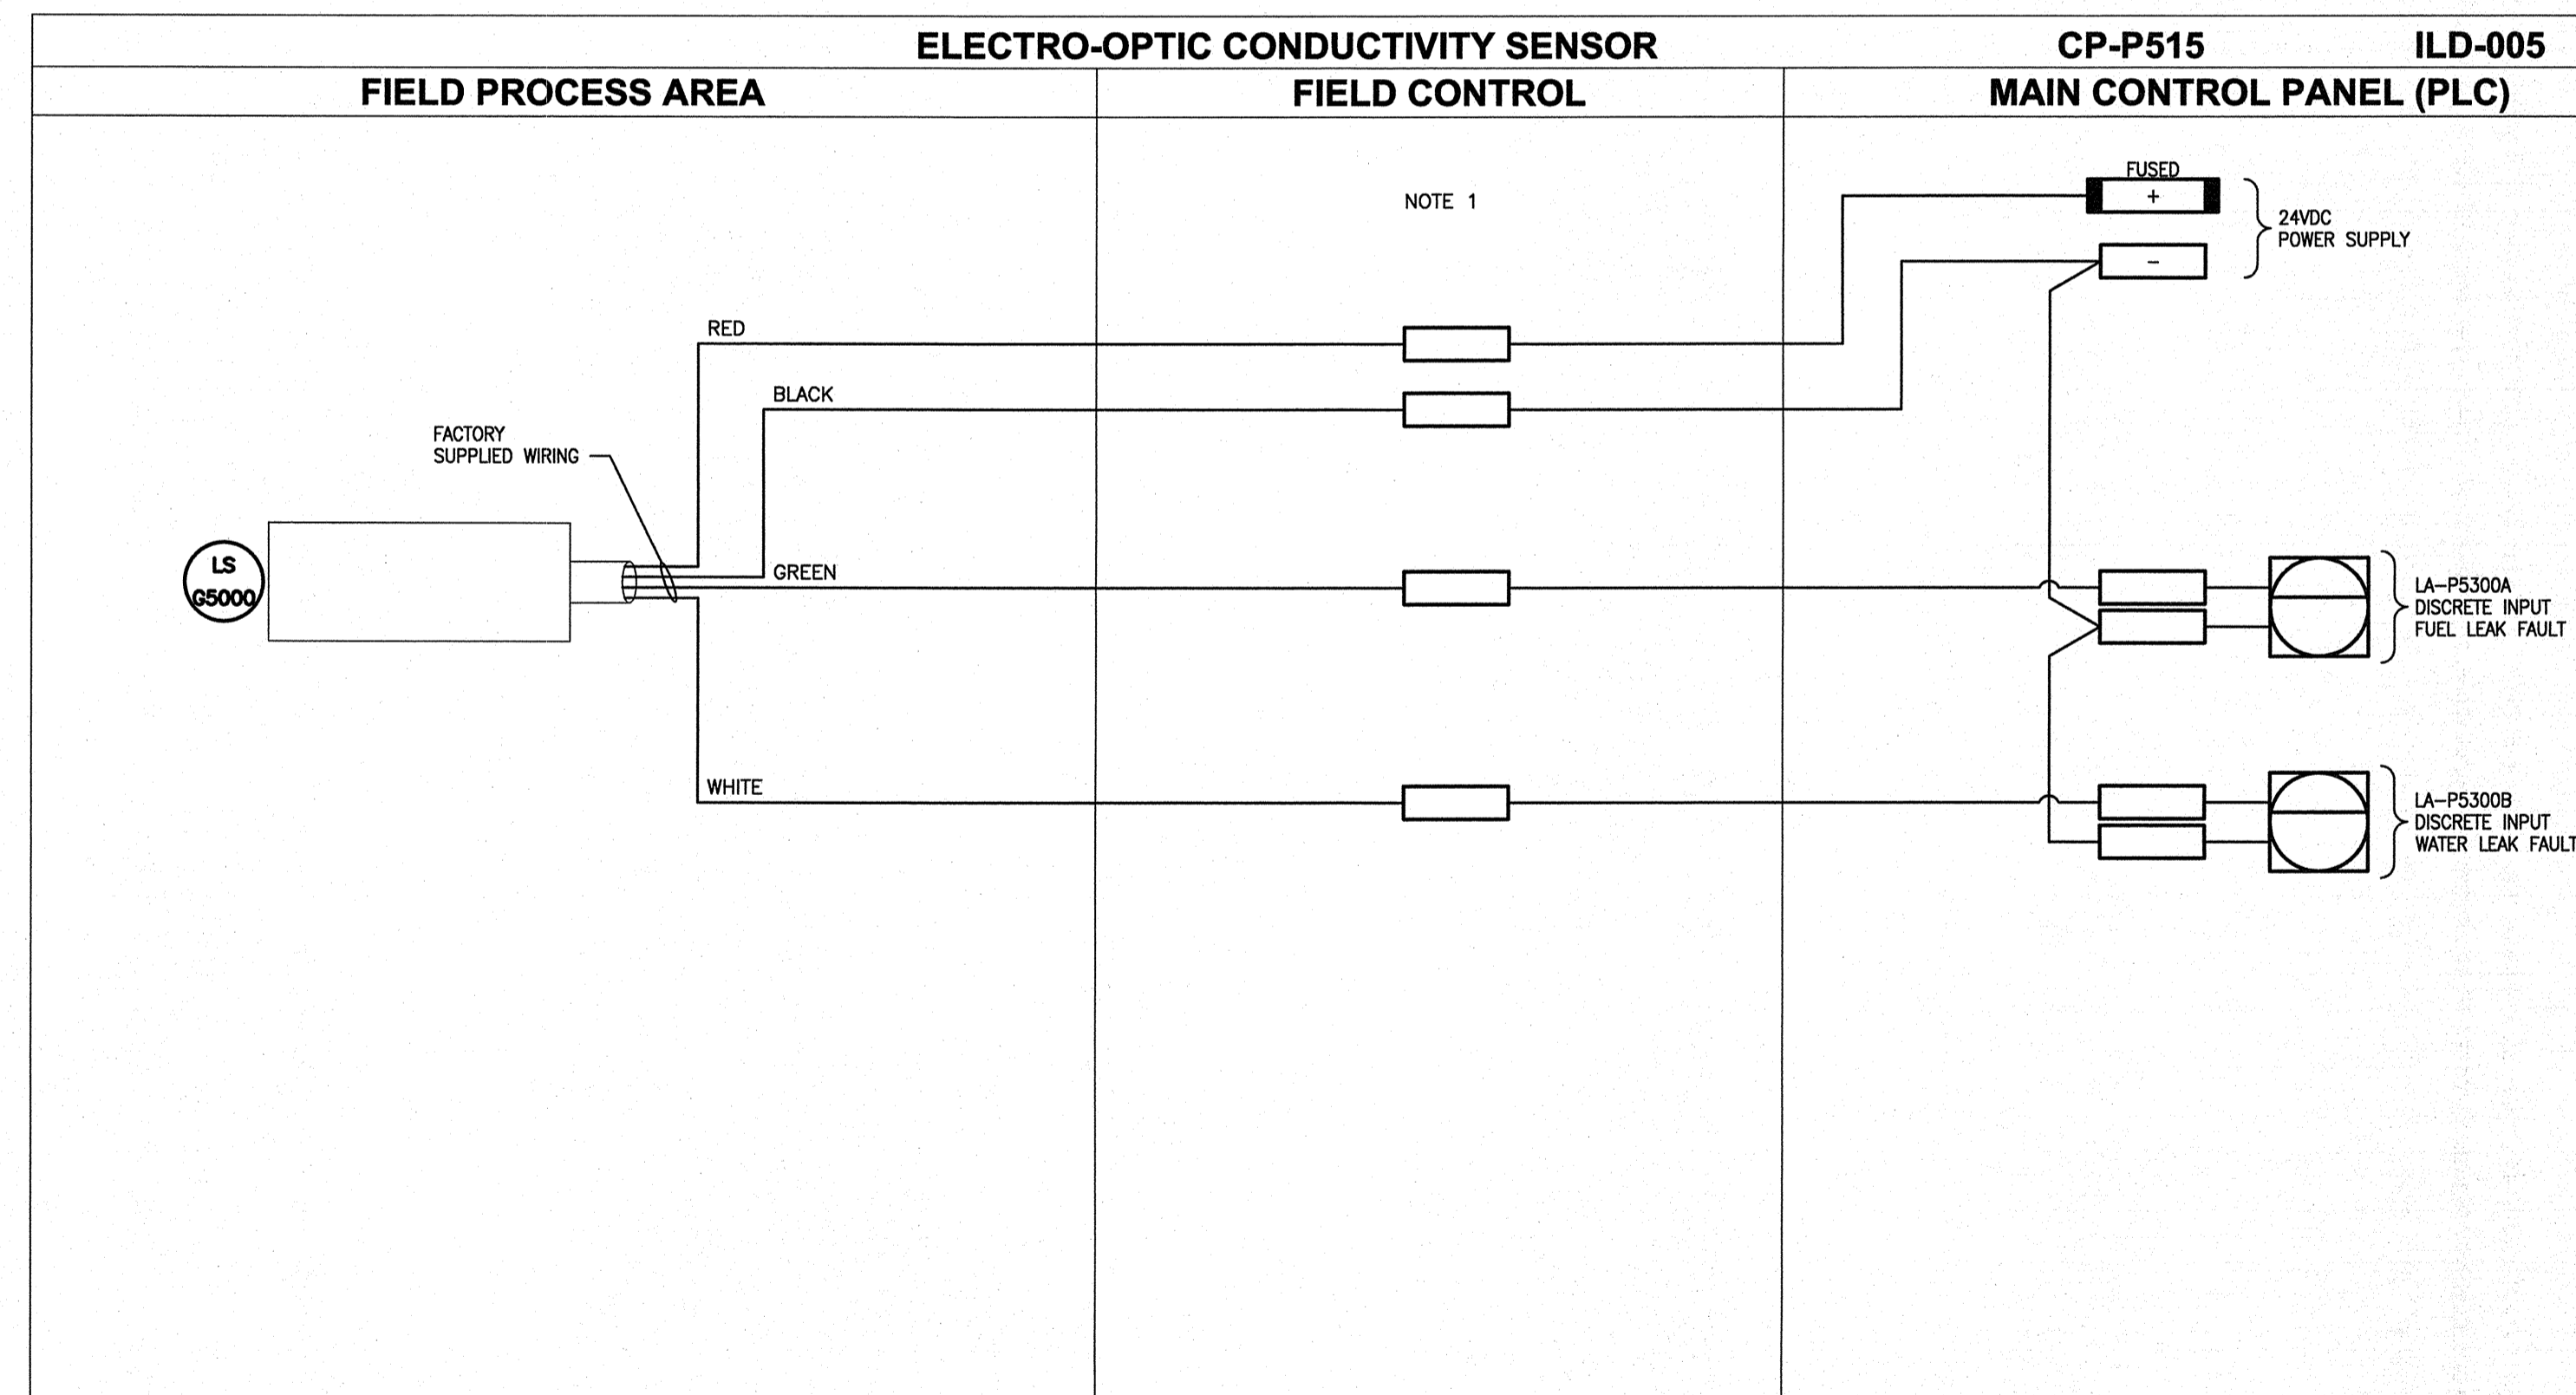 ELECTRO-OPTIC CONDUCTIVITY SENSOR CP-P515 ILD-005
FIELD PROCESS AREA FIELD CONTROL MAIN CONTROL PANEL (PLC)
FUSED
+
NOTE 1
24VDC
POWER SUPPLY
-
RED
BLACK
FACTORY
SUPPLIED WIRING
LS
G5000
GREEN
LA-P5300A
DISCRETE INPUT
FUEL LEAK FAULT
WHITE
LA-P5300B
DISCRETE INPUT
WATER LEAK FAULT